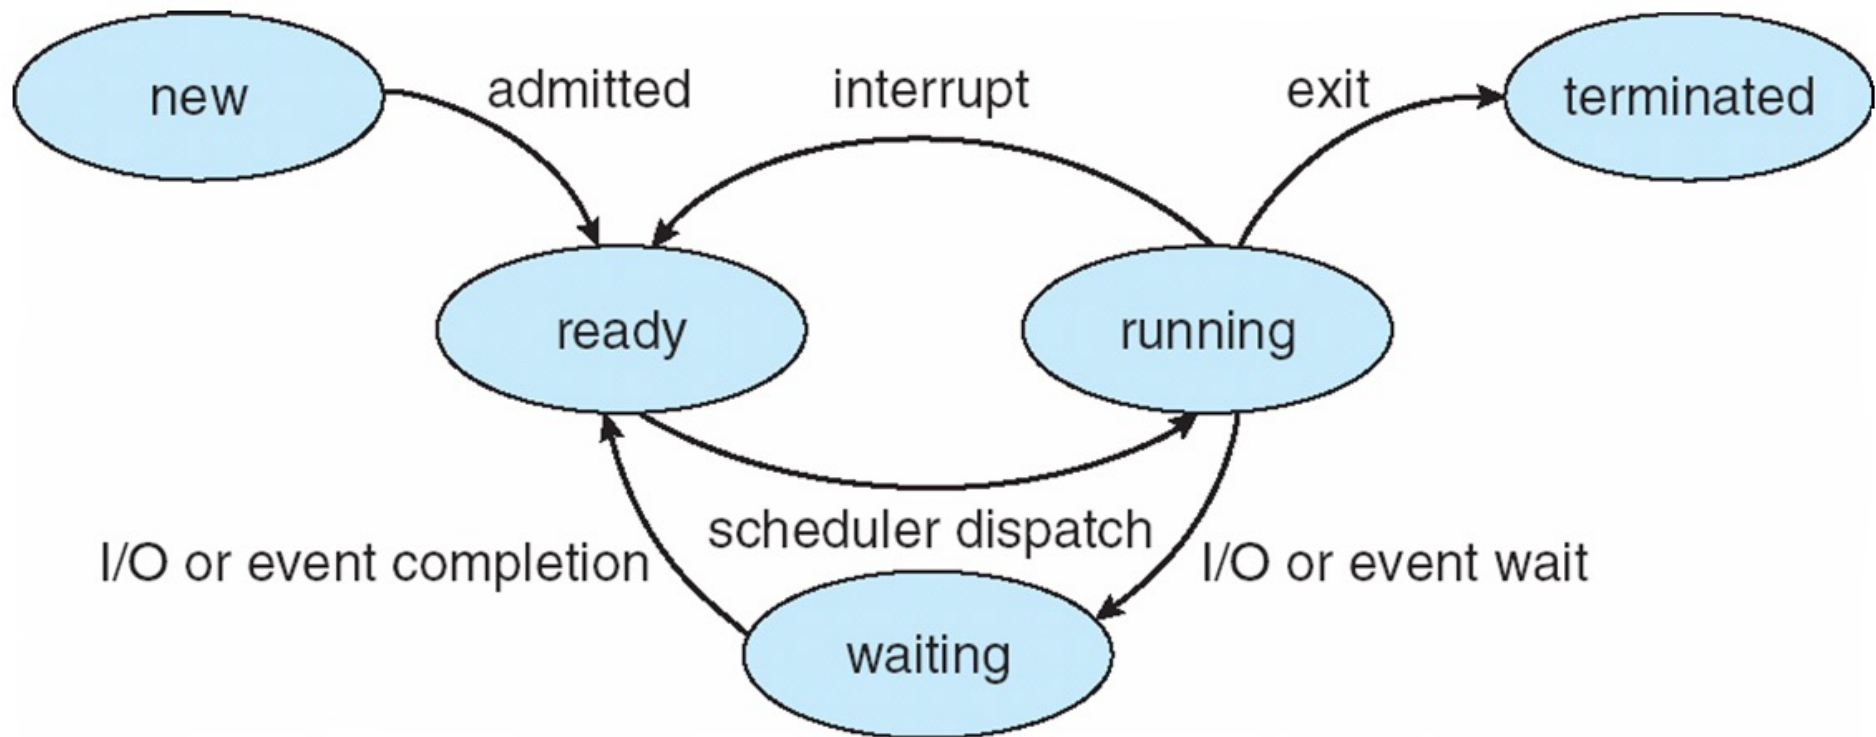 new
admitted
interrupt
exit
terminated
ready
running
scheduler dispatch
I/O or event completion
I/O or event wait
waiting